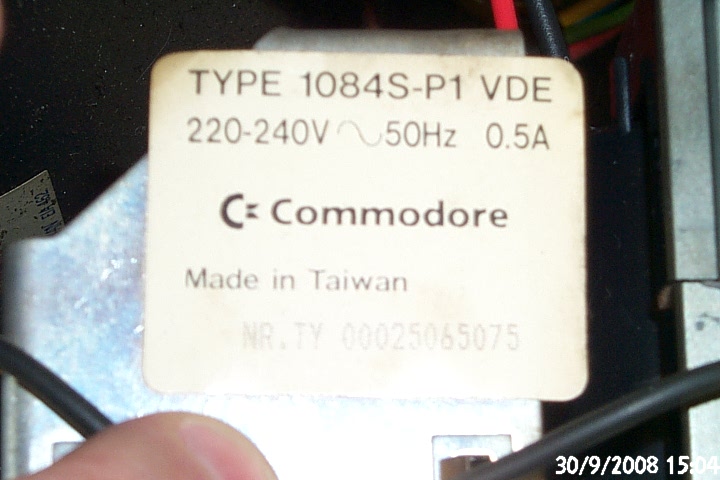 TYPE 1084S-P1 VDE
220-240V ~ 50Hz 0.5A
Commodore
Made in Taiwan
NR.TY 00025065075
30/9/2008 15:04